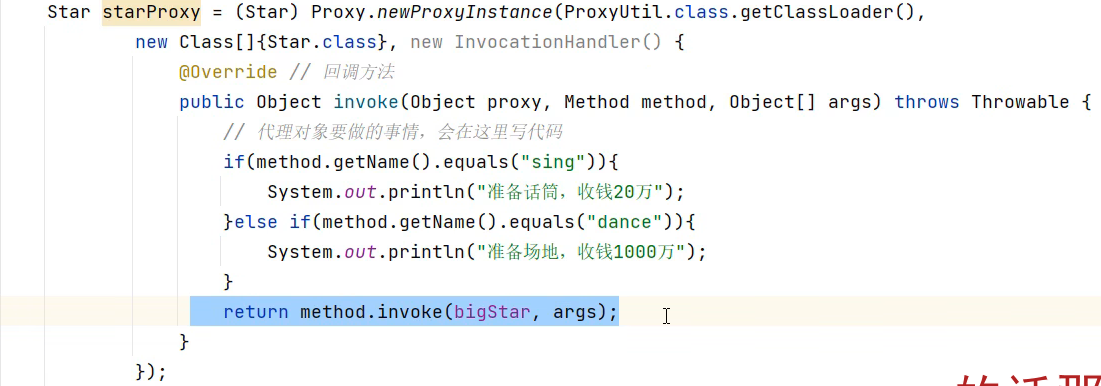 Star starProxy = (Star) Proxy.newProxyInstance(ProxyUtil.class.getClassLoader(),
new Class[]{Star.class}, new InvocationHandler() {
@Override // 回调方法
public Object invoke(Object proxy, Method method, Object[] args) throws Throwable {
// 代理对象要做的事情，会在这里写代码
if(method.getName().equals("sing")){
System.out.println("准备话筒，收钱20万");
}else if(method.getName().equals("dance")){
System.out.println("准备场地，收钱1000万");
}
return method.invoke(bigStar, args);
}
});